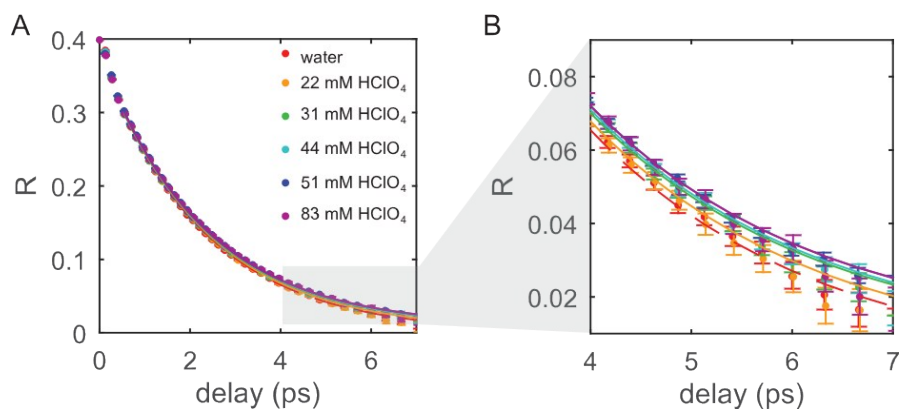 A
B
0.4
0.3
0.2
0.1
0
R
0
2
4
6
delay (ps)
water
22 mM HClO₄
31 mM HClO₄
44 mM HClO₄
51 mM HClO₄
83 mM HClO₄
0.08
0.06
0.04
0.02
R
4
5
6
7
delay (ps)